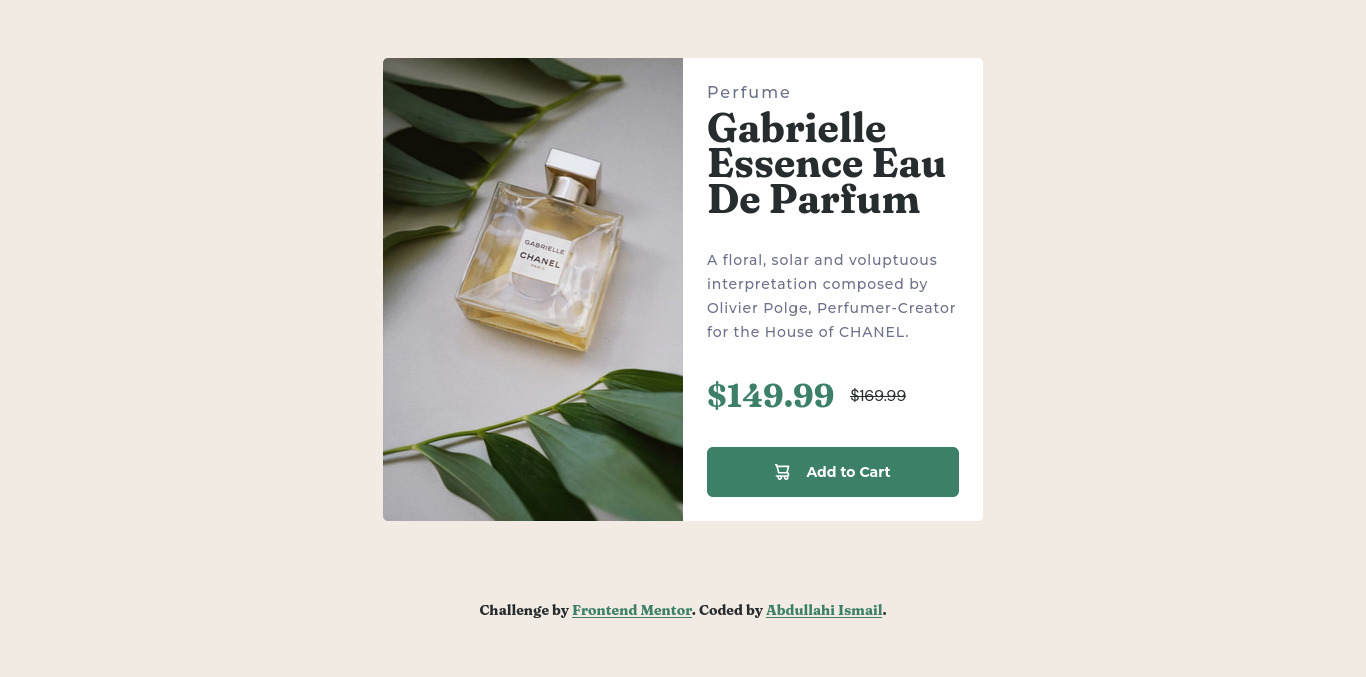 Perfume
Gabrielle
Essence Eau
De Parfum
A floral, solar and voluptuous
interpretation composed by
Olivier Polge, Perfumer-Creator
for the House of CHANEL.
$149.99 $169.99
Add to Cart
GABRIELLE
CHANEL
PARIS
Challenge by Frontend Mentor. Coded by Abdullahi Ismail.